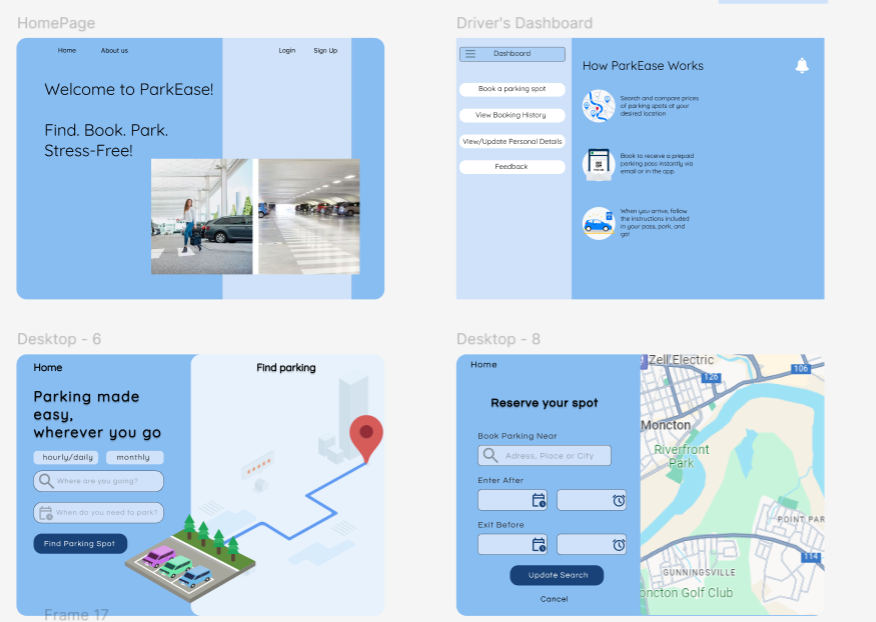 HomePage
Home
About us
Login
Sign Up
Welcome to ParkEase!
Find. Book. Park.
Stress-Free!
Driver's Dashboard
Dashboard
Book a parking spot
View Booking History
View/Update Personal Details
Feedback
How ParkEase Works
Search and compare prices
of parking spots at your
desired location
Book to receive a prepaid
parking pass instantly via
email or in the app.
When you arrive, follow
the instructions included
in your pass, park, and
go!
Desktop - 6
Home
Find parking
Parking made
easy,
wherever you go
hourly/daily
monthly
Where are you going?
When do you need to park?
Find Parking Spot
Frame 17
Desktop - 8
Home
Reserve your spot
Book Parking Near
Adress, Place or City
Enter After
Exit Before
Update Search
Cancel
Zell Electric
106
126
Moncton
Riverfront
Park
POINT PAR
114
GUNNINGSVILLE
oncton Golf Club